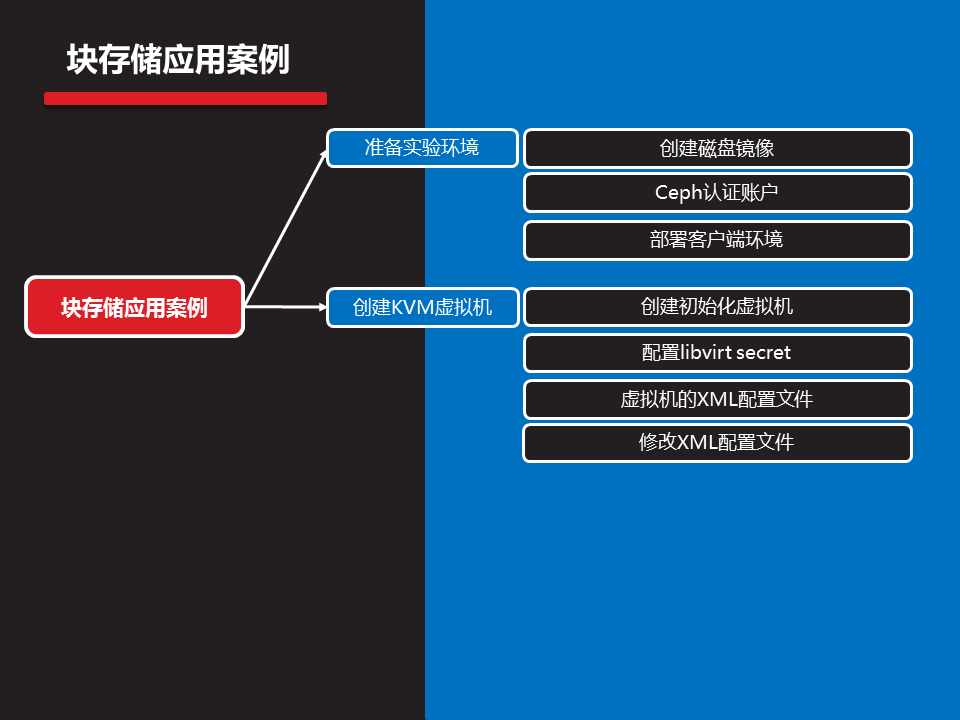 块存储应用案例
准备实验环境
创建磁盘镜像
Ceph认证账户
部署客户端环境
块存储应用案例
创建KVM虚拟机
创建初始化虚拟机
配置libvirt secret
虚拟机的XML配置文件
修改XML配置文件